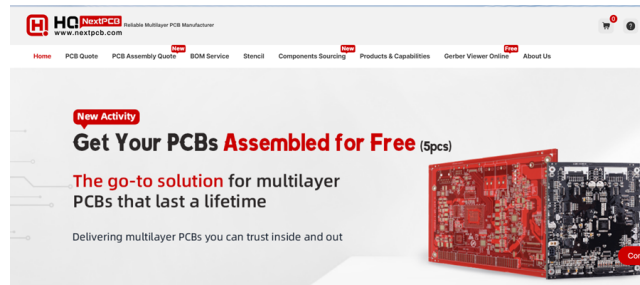 HQ NextPCB Reliable Multilayer PCB Manufacturer
www.nextpcb.com
0
New New Free
Home PCB Quote PCB Assembly Quote BOM Service Stencil Components Sourcing Products & Capabilities Gerber Viewer Online About Us
New Activity
Get Your PCBs Assembled for Free (5pcs)
The go-to solution for multilayer
PCBs that last a lifetime
Delivering multilayer PCBs you can trust inside and out